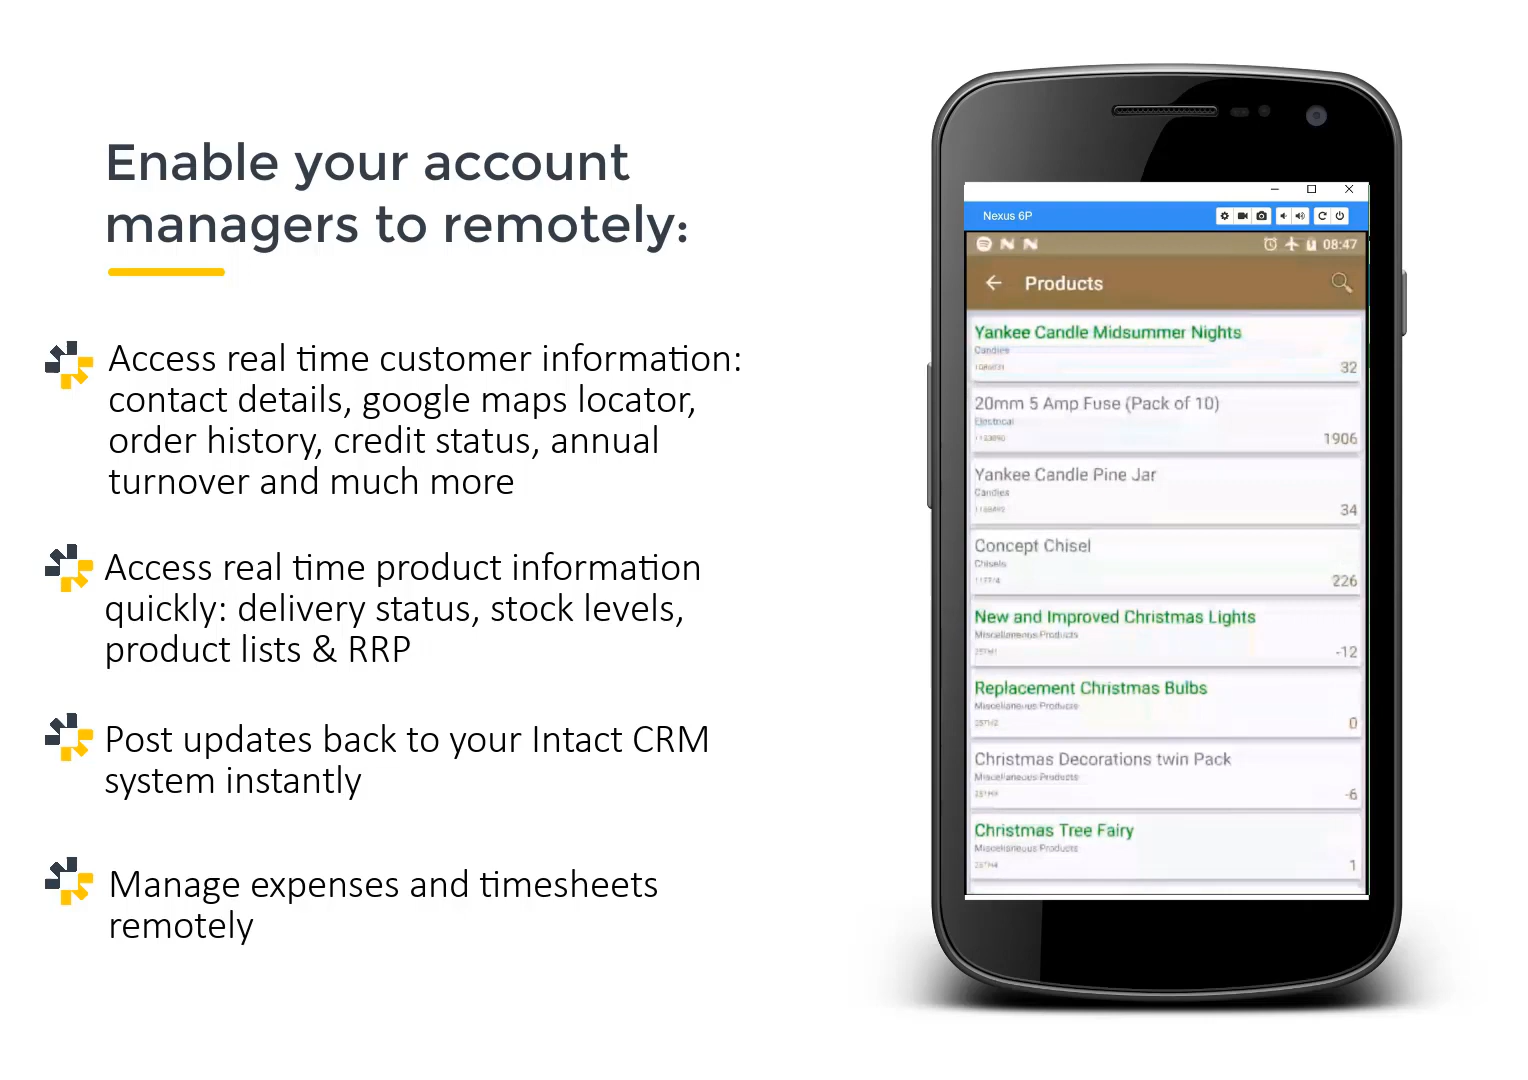 Enable your account
managers to remotely:
Access real time customer information:
contact details, google maps locator,
order history, credit status, annual
turnover and much more
Access real time product information
quickly: delivery status, stock levels,
product lists & RRP
Post updates back to your Intact CRM
system instantly
Manage expenses and timesheets
remotely
Nexus 6P
08:47
Products
Yankee Candle Midsummer Nights
Candles
32
20mm 5 Amp Fuse (Pack of 10)
Electrical
1906
Yankee Candle Pine Jar
Candles
34
Concept Chisel
Chisels
226
New and Improved Christmas Lights
Miscellaneous Products
-12
Replacement Christmas Bulbs
Miscellaneous Products
0
Christmas Decorations twin Pack
Miscellaneous Products
-6
Christmas Tree Fairy
Miscellaneous Products
1